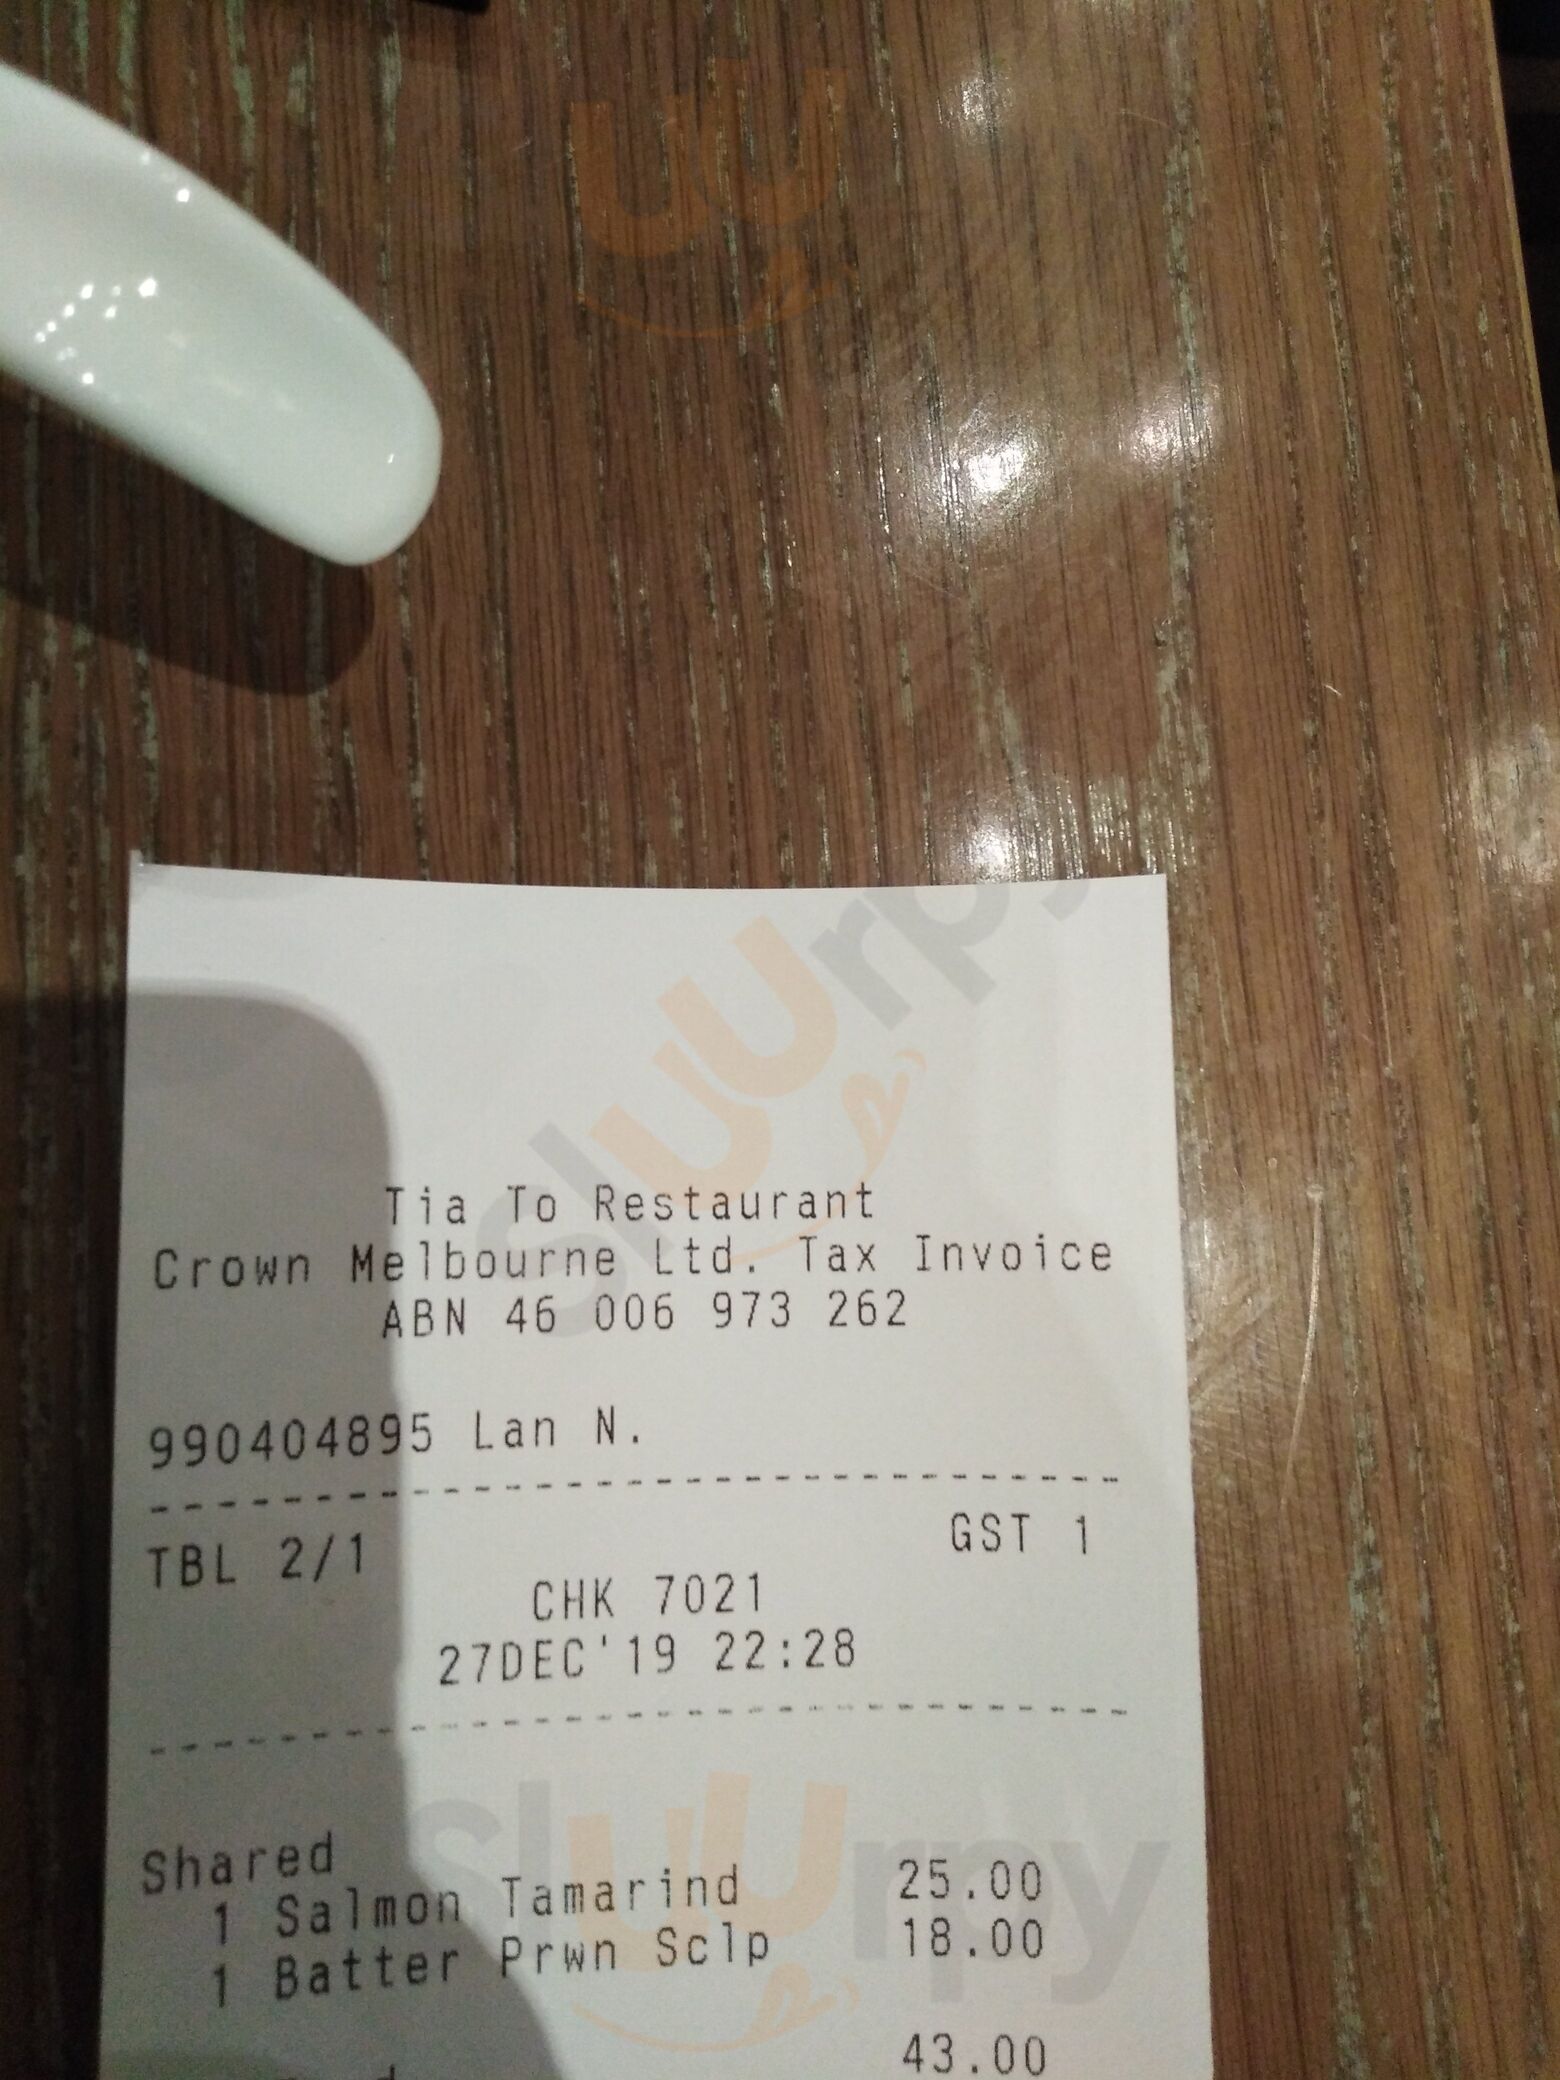 Tia To Restaurant
Crown Melbourne Ltd. Tax Invoice
ABN 46 006 973 262
990404895 Lan N.
TBL 2/1 GST 1
CHK 7021
27DEC'19 22:28
Shared
1 Salmon Tamarind 25.00
1 Batter Prwn Sclp 18.00
43.00
slUurpy
slUurpy